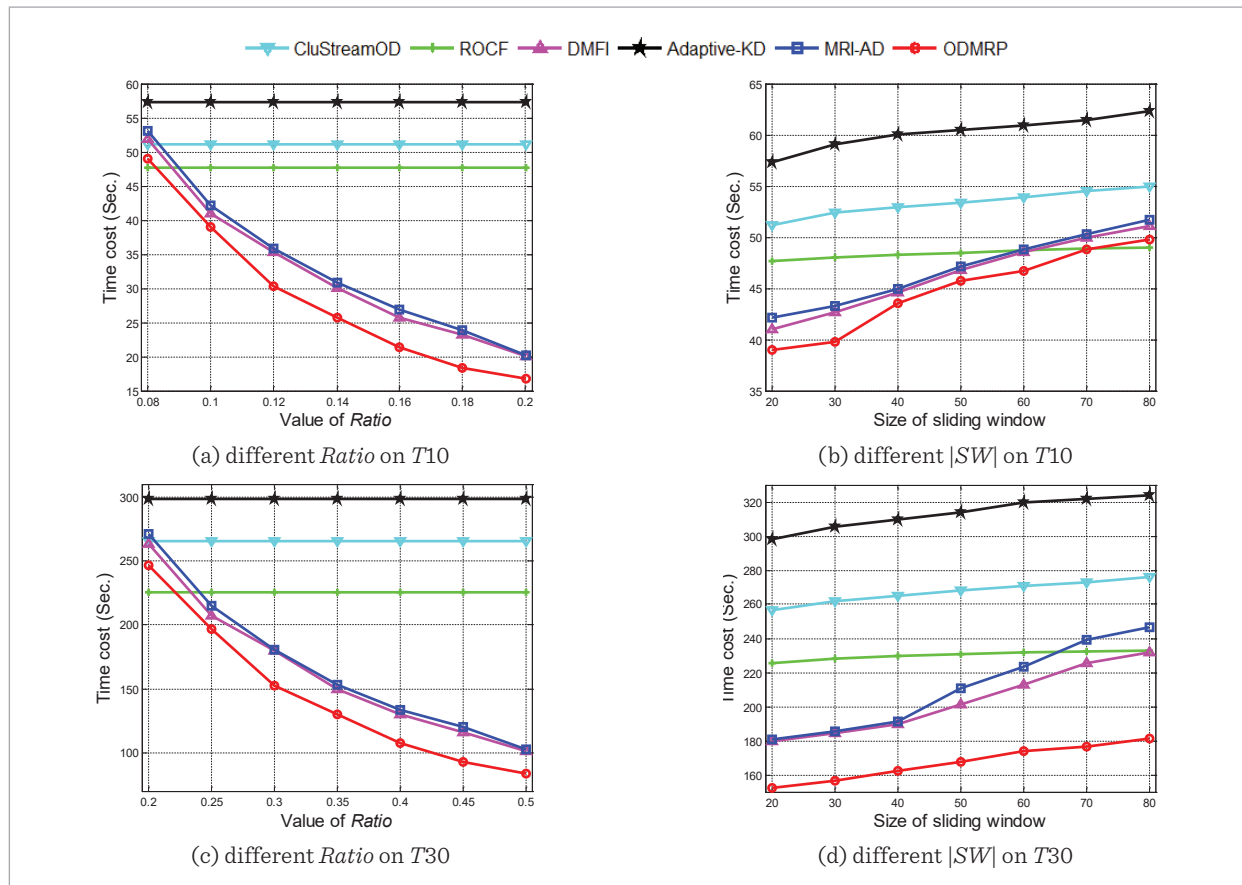 CluStreamOD ROCF DMFI Adaptive-KD MRI-AD ODMRP
60
55
50
45
40
35
30
25
20
15
Time cost (Sec.)
0.08 0.1 0.12 0.14 0.16 0.18 0.2
Value of Ratio
(a) different Ratio on T10
65
60
55
50
45
40
35
Time cost (Sec.)
20 30 40 50 60 70 80
Size of sliding window
(b) different |SW| on T10
300
250
200
150
100
Time cost (Sec.)
0.2 0.25 0.3 0.35 0.4 0.45 0.5
Value of Ratio
(c) different Ratio on T30
320
300
280
260
240
220
200
180
160
Time cost (Sec.)
20 30 40 50 60 70 80
Size of sliding window
(d) different |SW| on T30